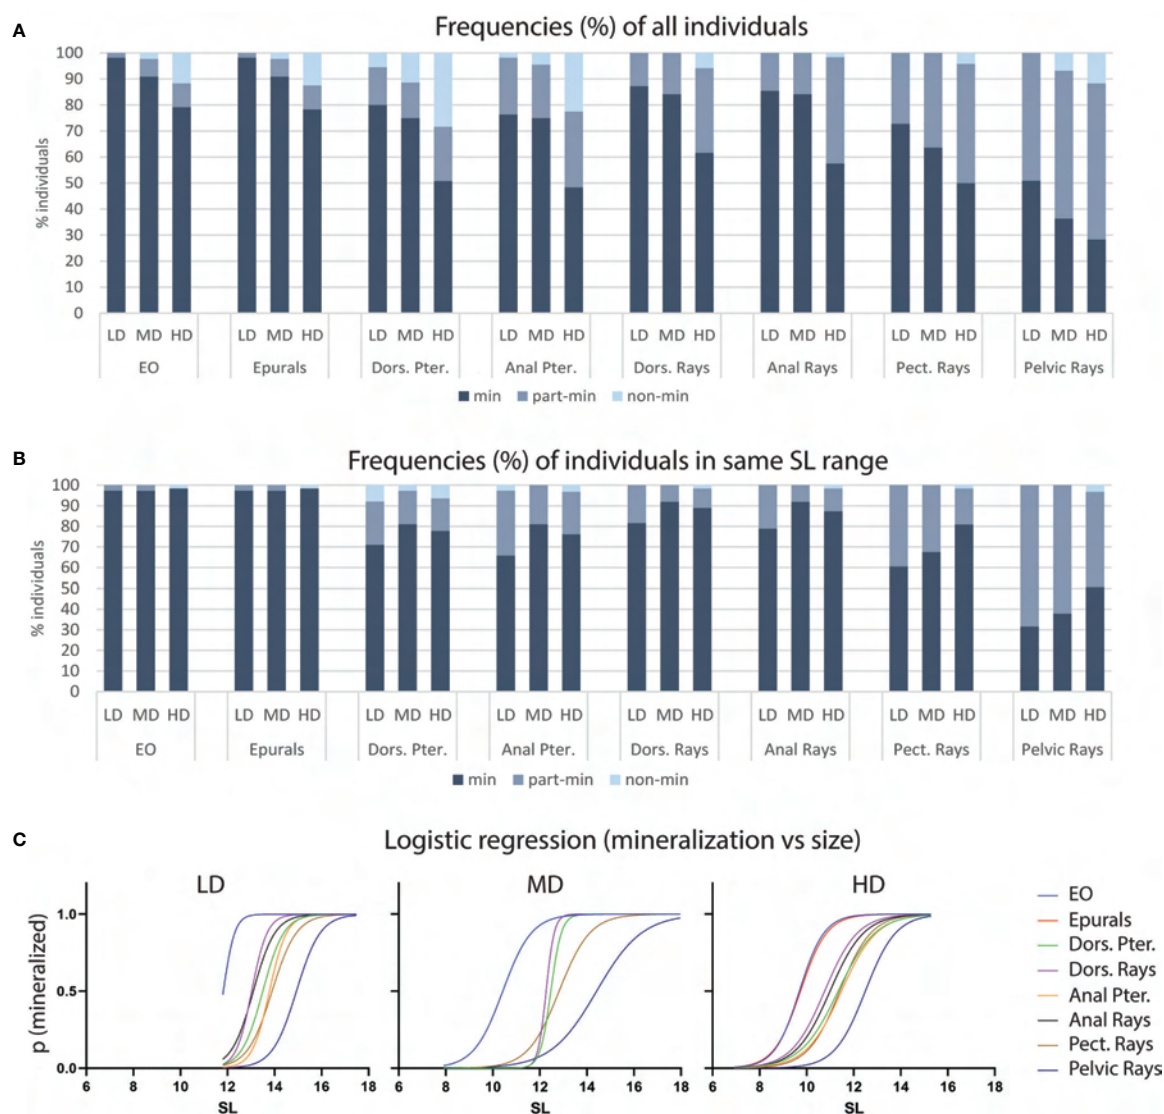 A
Frequencies (%) of all individuals
% individuals
100
90
80
70
60
50
40
30
20
10
0
LD MD HD LD MD HD LD MD HD LD MD HD LD MD HD LD MD HD LD MD HD LD MD HD
EO Epurals Dors. Pter. Anal Pter. Dors. Rays Anal Rays Pect. Rays Pelvic Rays
min part-min non-min
B
Frequencies (%) of individuals in same SL range
% individuals
100
90
80
70
60
50
40
30
20
10
0
LD MD HD LD MD HD LD MD HD LD MD HD LD MD HD LD MD HD LD MD HD LD MD HD
EO Epurals Dors. Pter. Anal Pter. Dors. Rays Anal Rays Pect. Rays Pelvic Rays
min part-min non-min
C
Logistic regression (mineralization vs size)
LD MD HD
p (mineralized)
1.0
0.5
0.0
6 8 10 12 14 16 18 6 8 10 12 14 16 18 6 8 10 12 14 16 18
SL SL SL
EO
Epurals
Dors. Pter.
Dors. Rays
Anal Pter.
Anal Rays
Pect. Rays
Pelvic Rays